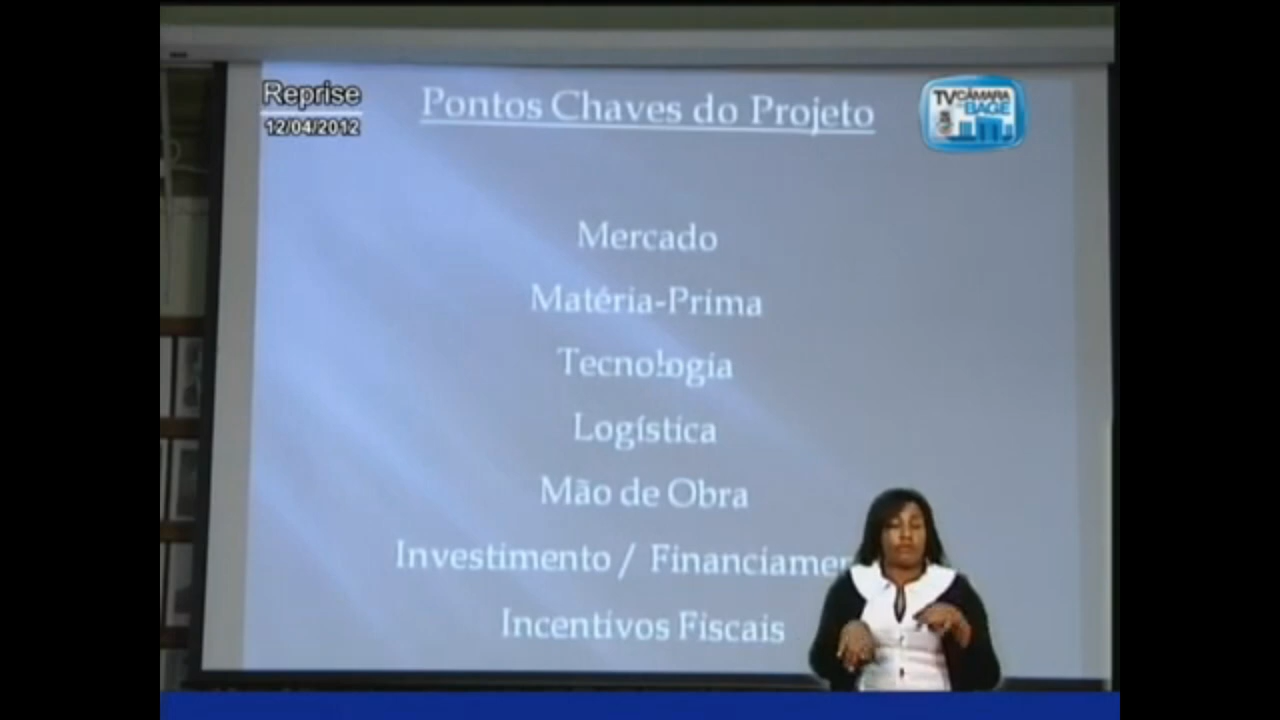 Reprise
12/04/2012
TV CÂMARA
BAGÉ
Pontos Chaves do Projeto
Mercado
Matéria-Prima
Tecnologia
Logística
Mão de Obra
Investimento / Financiamen
Incentivos Fiscais